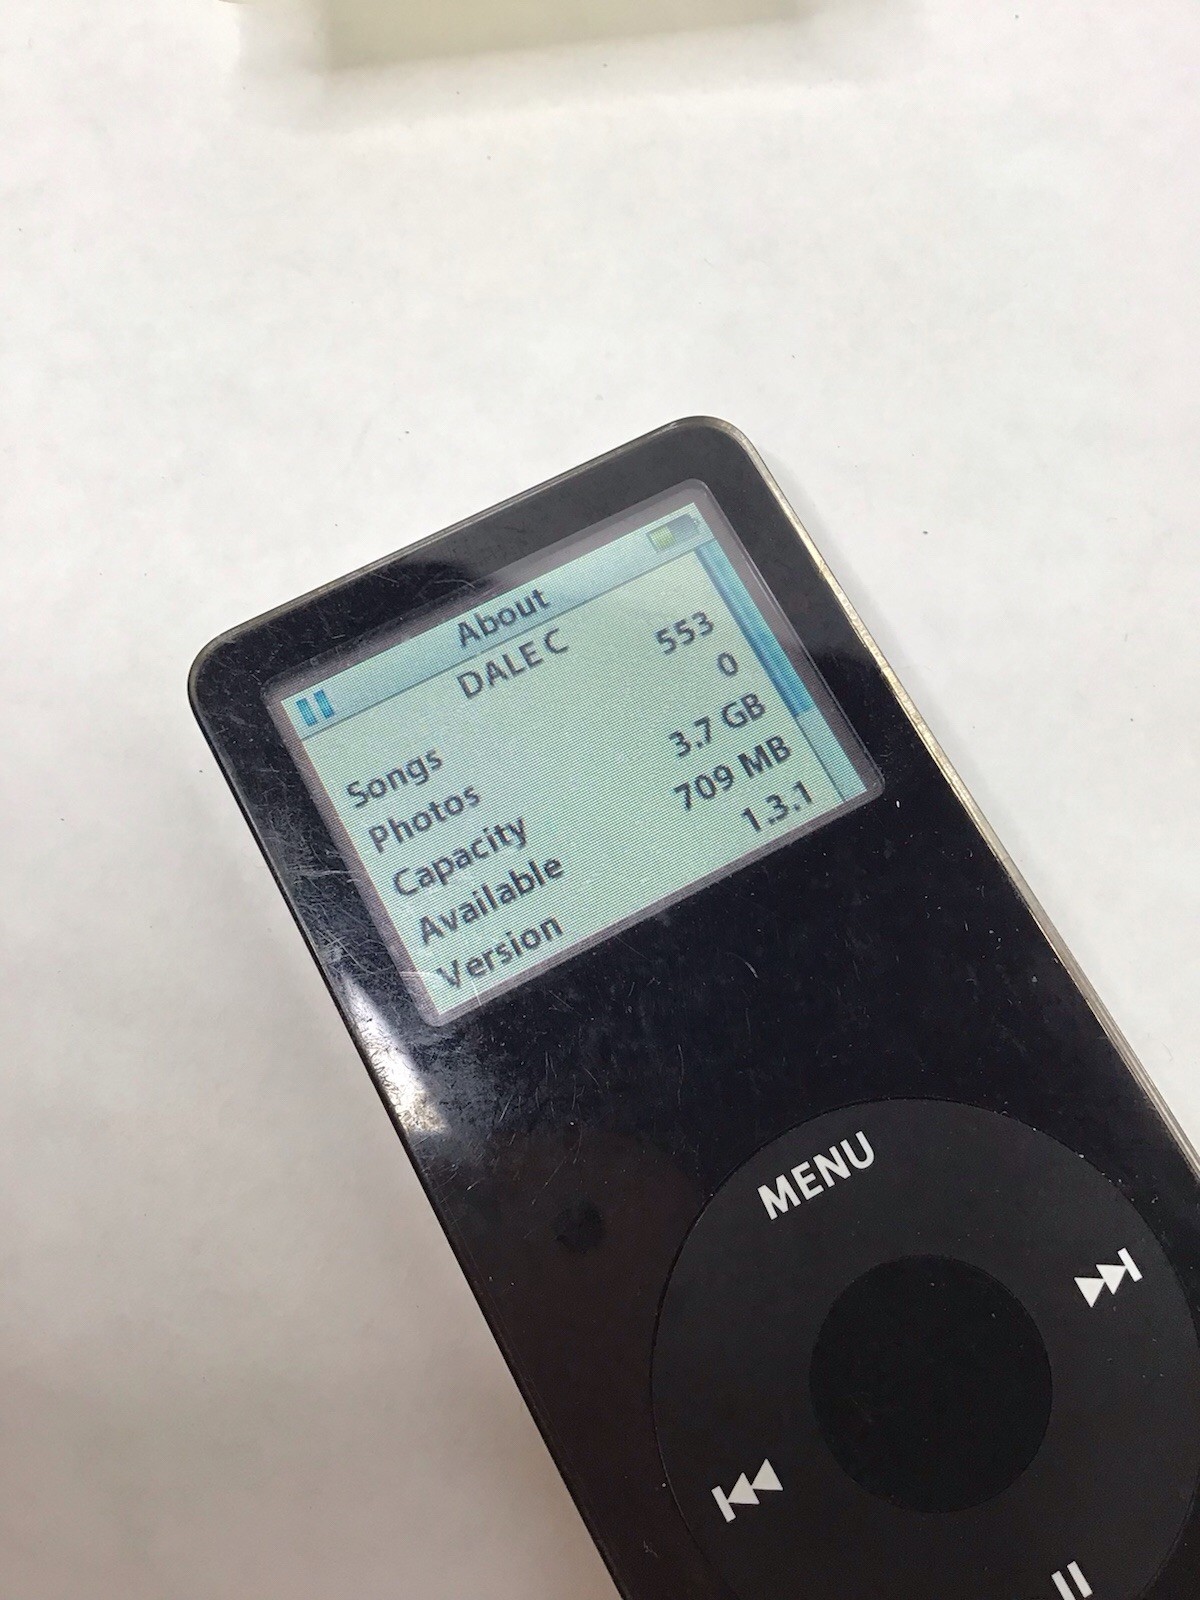 About
DALE C
Songs 553
Photos 0
Capacity 3.7 GB
Available 709 MB
Version 1.3.1
MENU